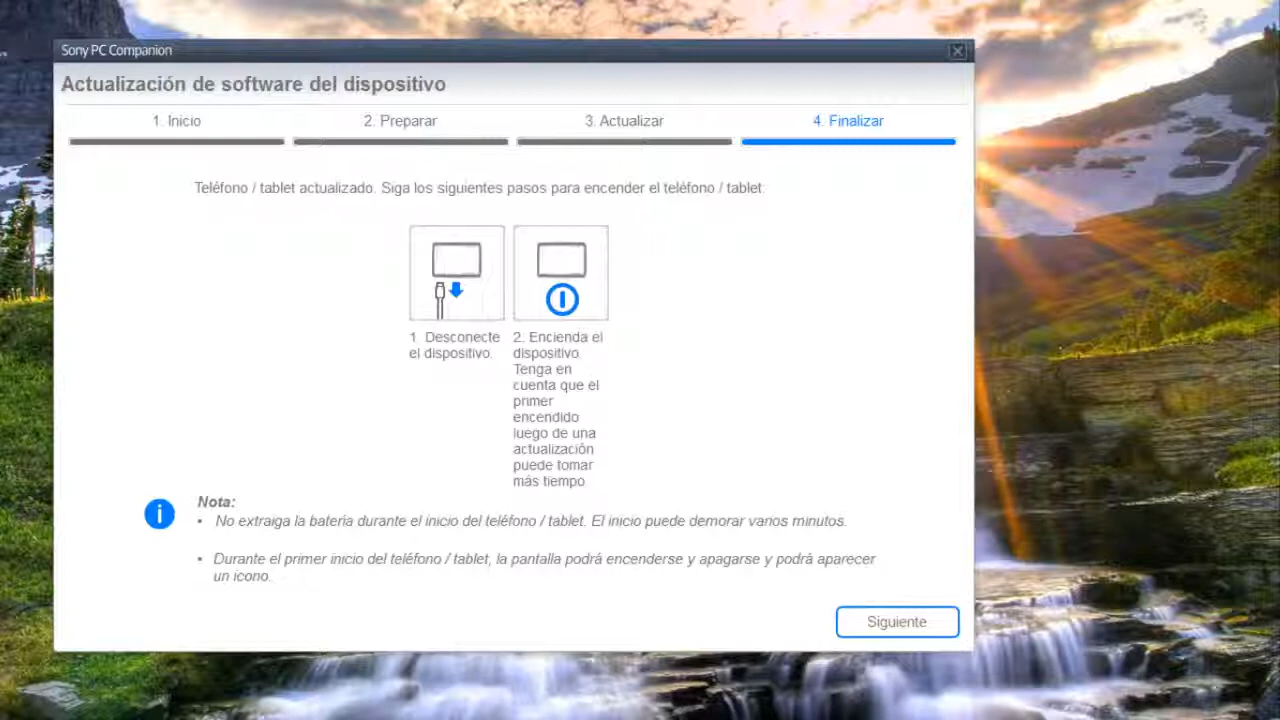 Sony PC Companion
Actualización de software del dispositivo
1. Inicio
2. Preparar
3. Actualizar
4. Finalizar
Teléfono / tablet actualizado. Siga los siguientes pasos para encender el teléfono / tablet.
1. Desconecte
el dispositivo.
2. Encienda el
dispositivo.
Tenga en
cuenta que el
primer
encendido
luego de una
actualización
puede tomar
más tiempo
Nota:
• No extraiga la batería durante el inicio del teléfono / tablet. El inicio puede demorar varios minutos.
• Durante el primer inicio del teléfono / tablet, la pantalla podrá encenderse y apagarse y podrá aparecer
un icono.
Siguiente